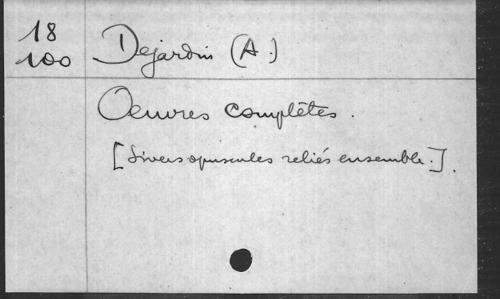 18
100
Dejardin (A.)
Oeuvres complètes.
[Divers opuscules reliés ensemble.].